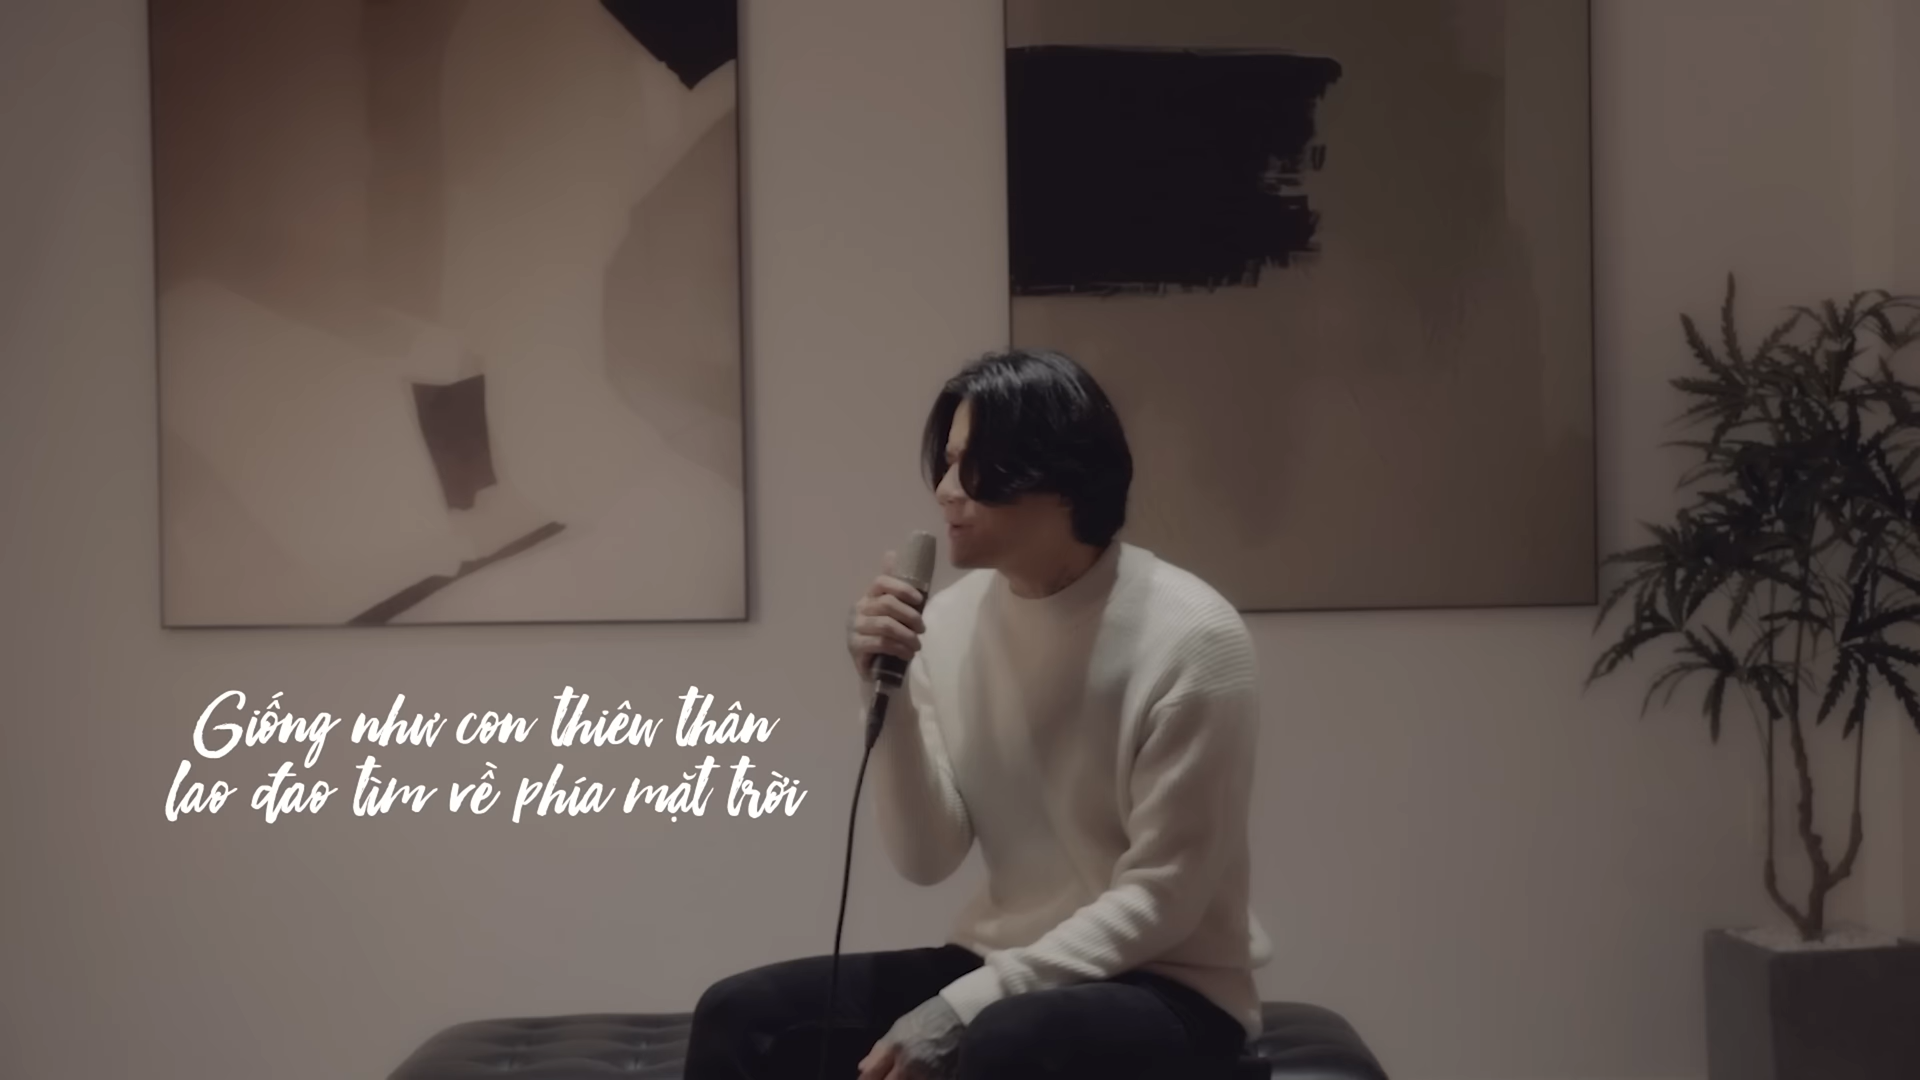 Giống như con thiêu thân
lao đao tìm về phía mặt trời